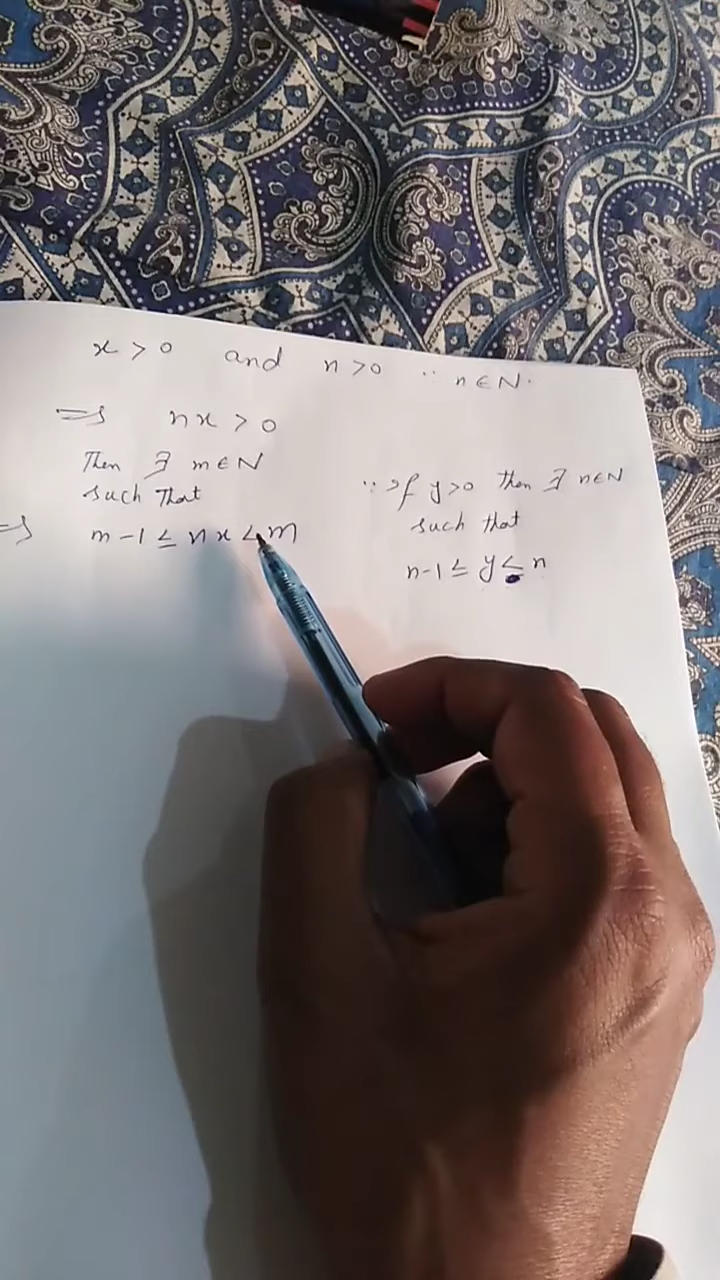 x > 0 and n > 0 ∵ n ∈ N.
⇒ nx > 0
Then ∃ m ∈ N
such that
⇒ m - 1 ≤ nx < m
∵ If y > 0 then ∃ n ∈ N
such that
n - 1 ≤ y ≤ n